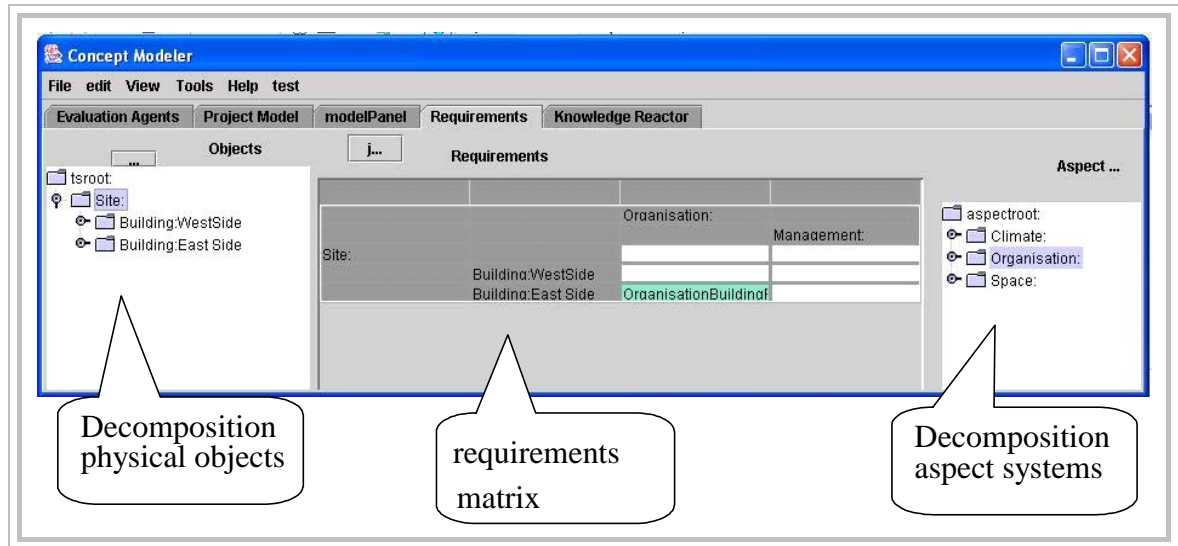 Concept Modeler
File edit View Tools Help test
Evaluation Agents Project Model modelPanel Requirements Knowledge Reactor
... Objects j... Requirements Aspect ...
tsroot:
Site:
Building:WestSide
Building:East Side
Organisation:
Management:
Site:
Building:WestSide
Building:East Side OrganisationBuilding
aspectroot:
Climate:
Organisation:
Space:
Decomposition
physical objects
requirements
matrix
Decomposition
aspect systems